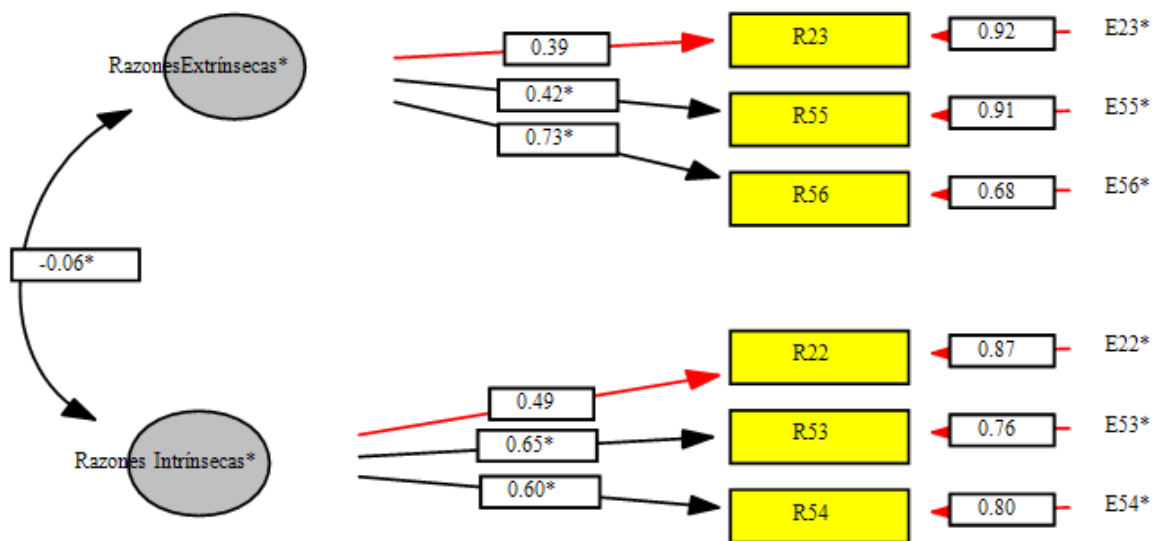 RazonesExtrínsecas*
0.39
R23
0.92
E23*
0.42*
R55
0.91
E55*
0.73*
R56
0.68
E56*
-0.06*
Razones Intrínsecas*
0.49
R22
0.87
E22*
0.65*
R53
0.76
E53*
0.60*
R54
0.80
E54*